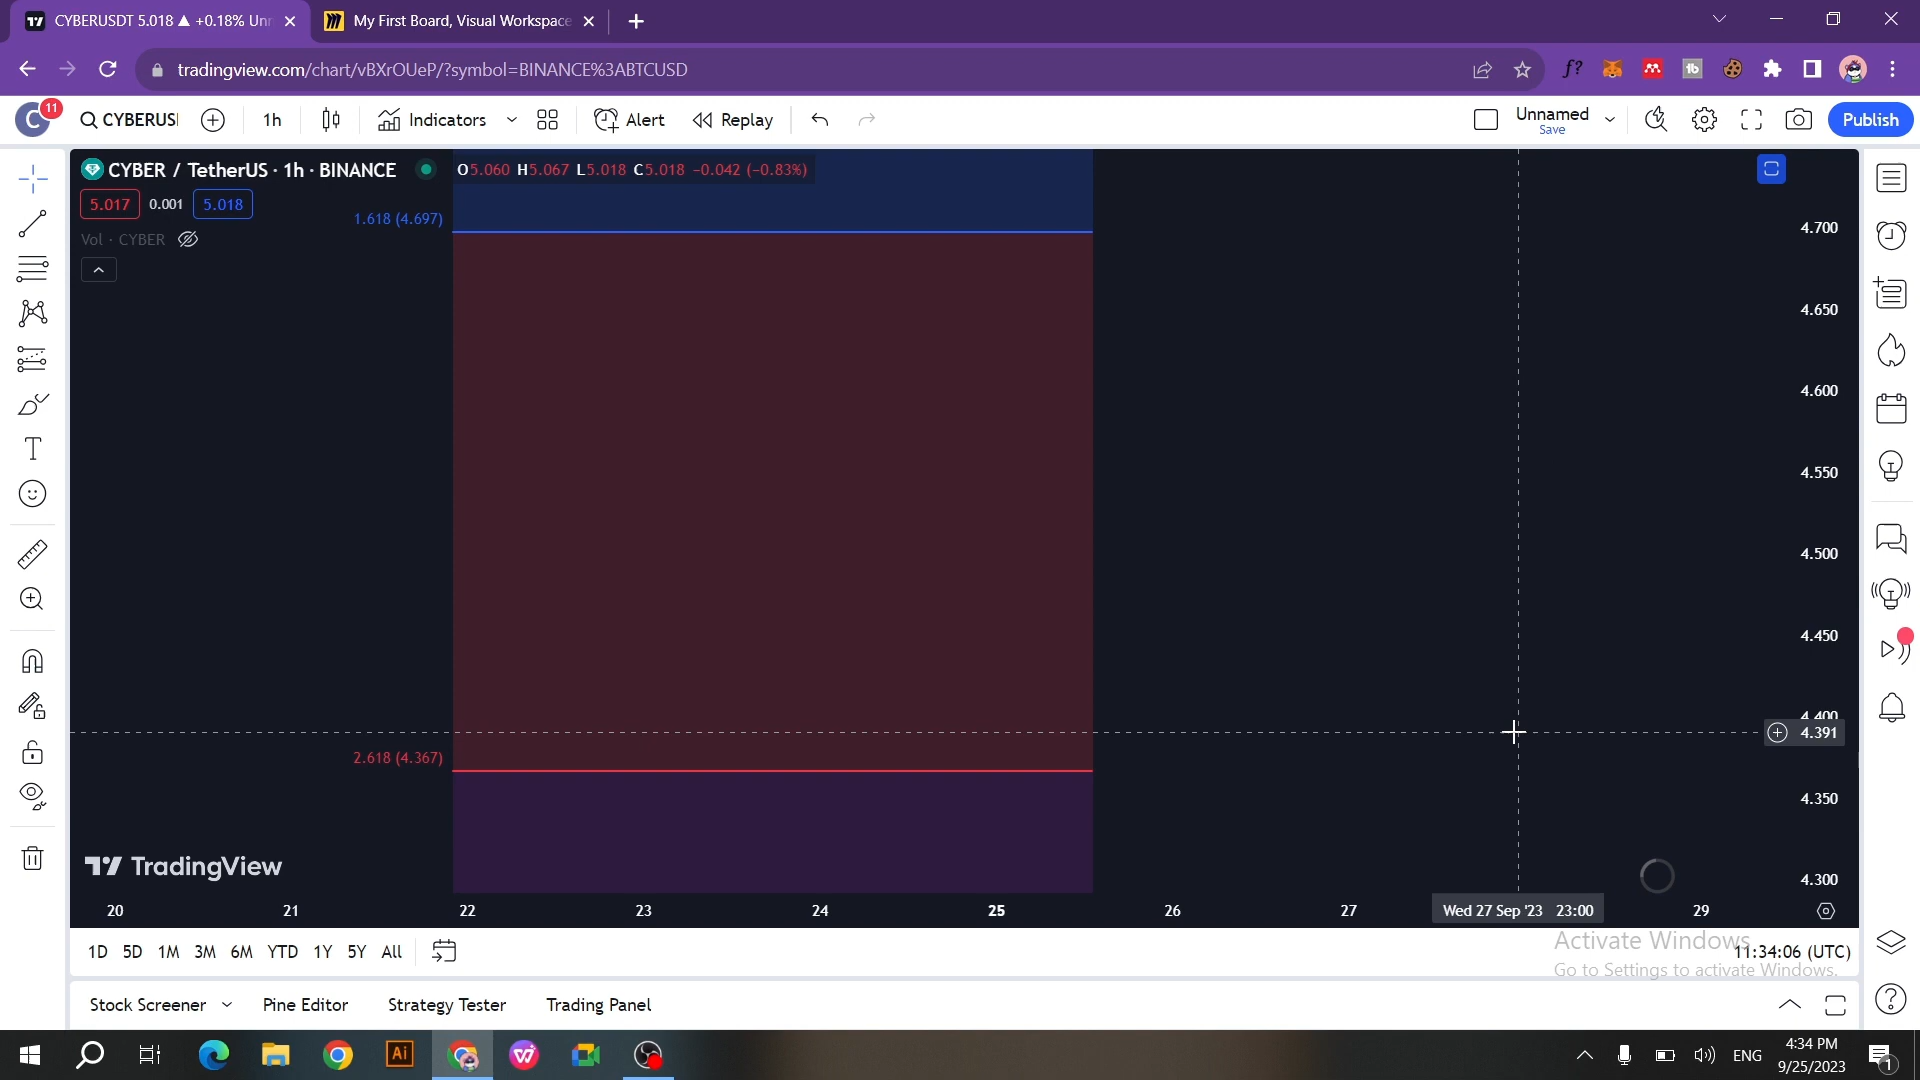 CYBERUSDT 5.018 ▲ +0.18% Unr
My First Board, Visual Workspace
tradingview.com/chart/vBXrOUeP/?symbol=BINANCE%3ABTCUSD
C 11 CYBERUS 1h Indicators Alert Replay Unnamed Save Publish
CYBER / TetherUS · 1h · BINANCE O5.060 H5.067 L5.018 C5.018 −0.042 (−0.83%)
5.017 0.001 5.018
1.618 (4.697)
Vol · CYBER
4.700
4.650
4.600
4.550
4.500
4.450
4.400
4.391
2.618 (4.367)
4.350
TradingView
4.300
20 21 22 23 24 25 26 27 Wed 27 Sep '23 23:00 29
1D 5D 1M 3M 6M YTD 1Y 5Y All 11:34:06 (UTC)
Activate Windows
Go to Settings to activate Windows.
Stock Screener Pine Editor Strategy Tester Trading Panel
ENG 4:34 PM
9/25/2023 1